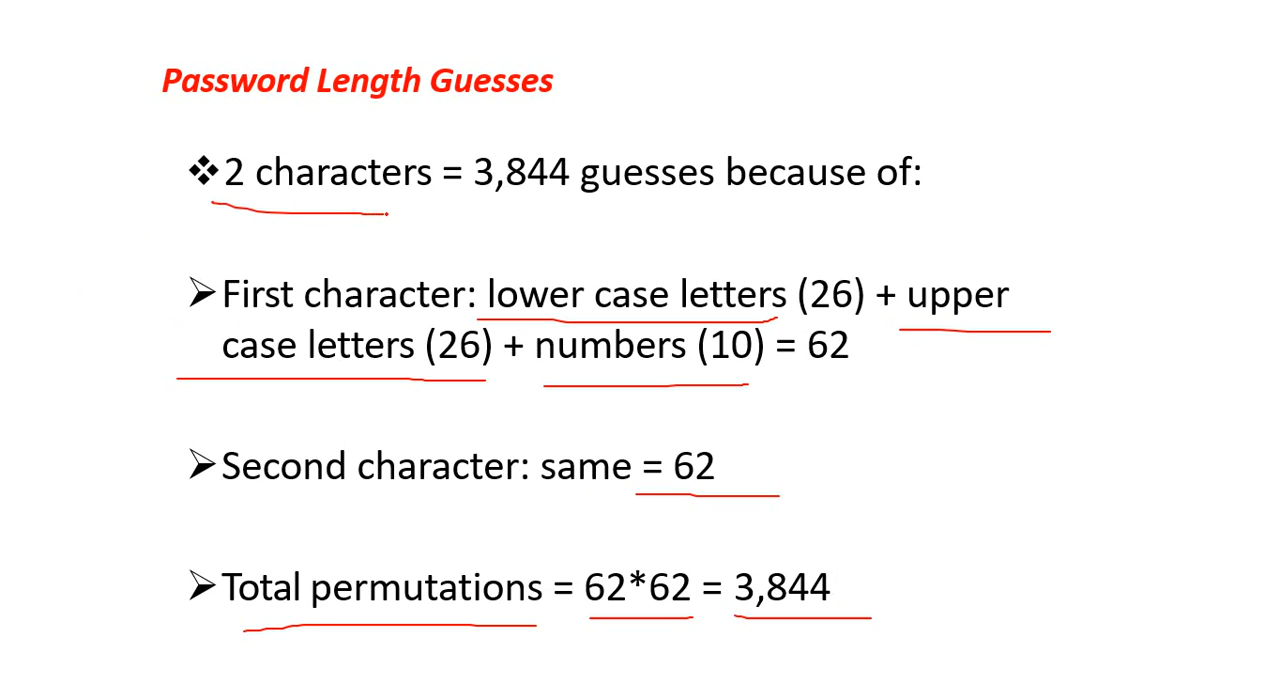 Password Length Guesses
❖2 characters = 3,844 guesses because of:
➢First character: lower case letters (26) + upper
case letters (26) + numbers (10) = 62
➢Second character: same = 62
➢Total permutations = 62*62 = 3,844